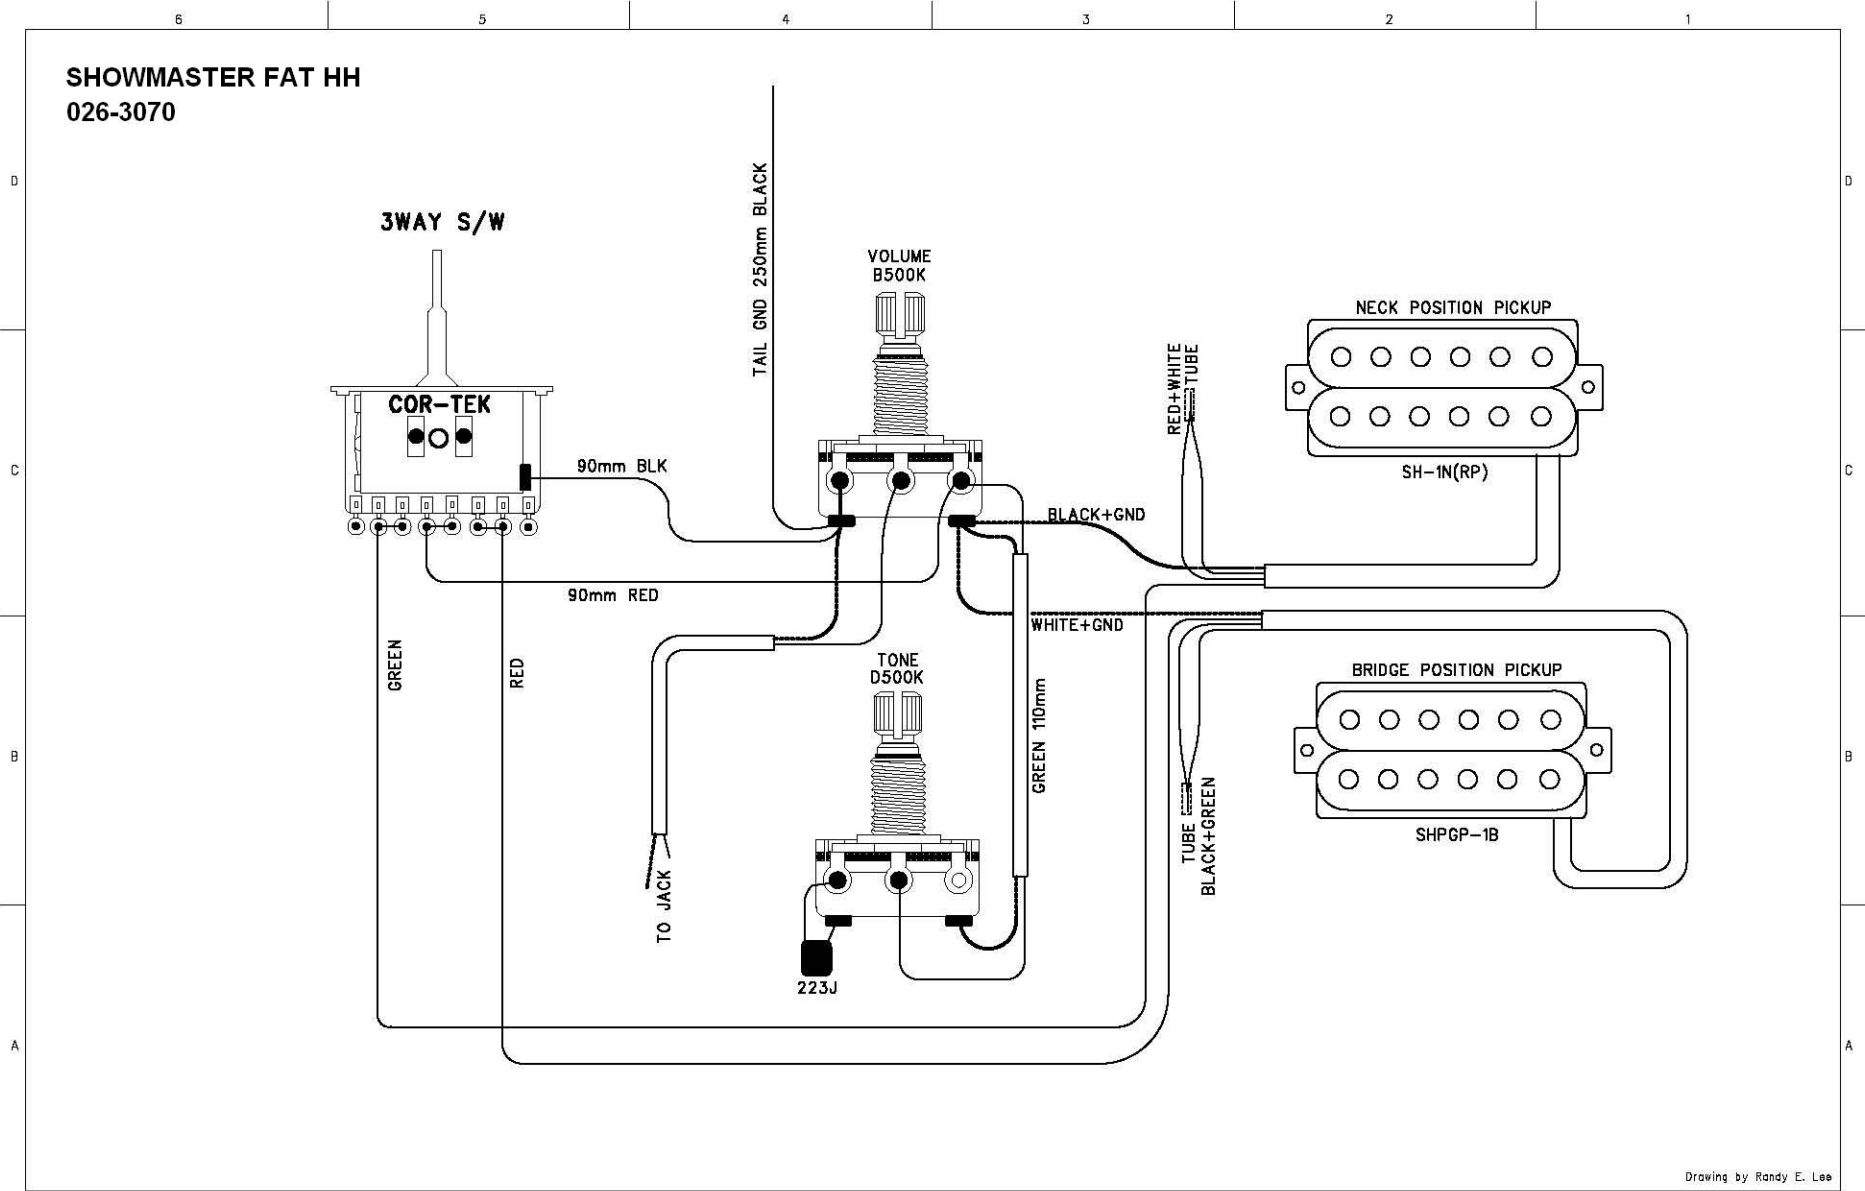 6 5 4 3 2 1
SHOWMASTER FAT HH
026-3070
D
D
3WAY S/W
COR-TEK
TAIL GND 250mm BLACK
VOLUME
B500K
NECK POSITION PICKUP
RED+WHITE
TUBE
SH-1N(RP)
C
C
90mm BLK
BLACK+GND
90mm RED
WHITE+GND
GREEN
RED
TONE
D500K
GREEN 110mm
BRIDGE POSITION PICKUP
SHPGP-1B
B
B
TUBE
BLACK+GREEN
TO JACK
223J
A
A
Drawing by Randy E. Lee